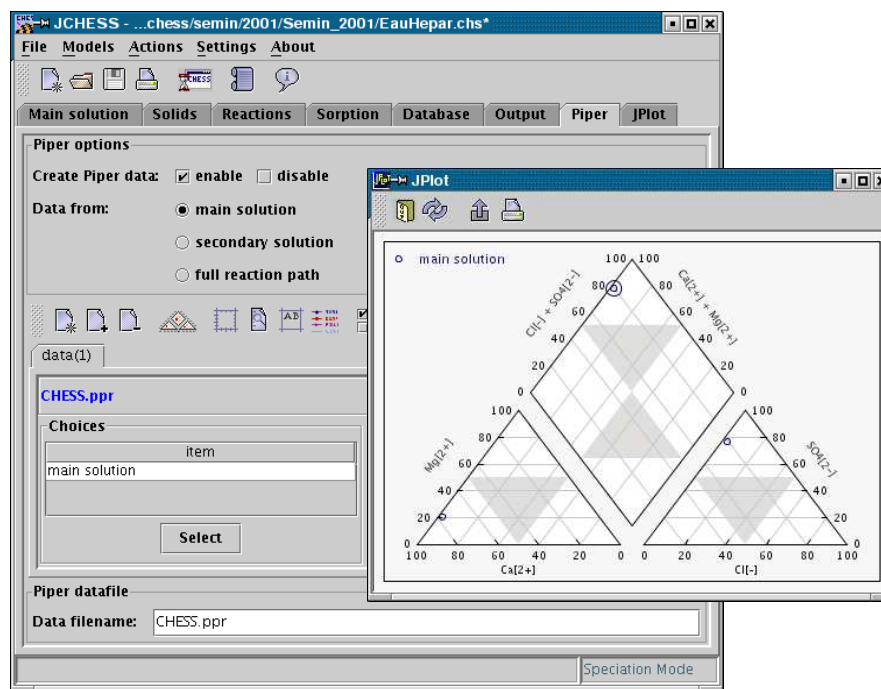 JCHESS - ...chess/semin/2001/Semin_2001/EauHepar.chs*
File Models Actions Settings About
CHESS
Main solution Solids Reactions Sorption Database Output Piper JPlot
Piper options
Create Piper data: enable disable
Data from: main solution
secondary solution
full reaction path
data(1)
CHESS.ppr
Choices
item
main solution
Select
Piper datafile
Data filename: CHESS.ppr
Speciation Mode
JPlot
main solution
100 100
80 80
60 60
40 40
20 20
0 0
Cl[-] + SO4[2-]
Ca[2+] + Mg[2+]
100
80
60
40
20
0
Mg[2+]
100 80 60 40 20 0
Ca[2+]
100
80
60
40
20
0
SO4[2-]
0 20 40 60 80 100
Cl[-]